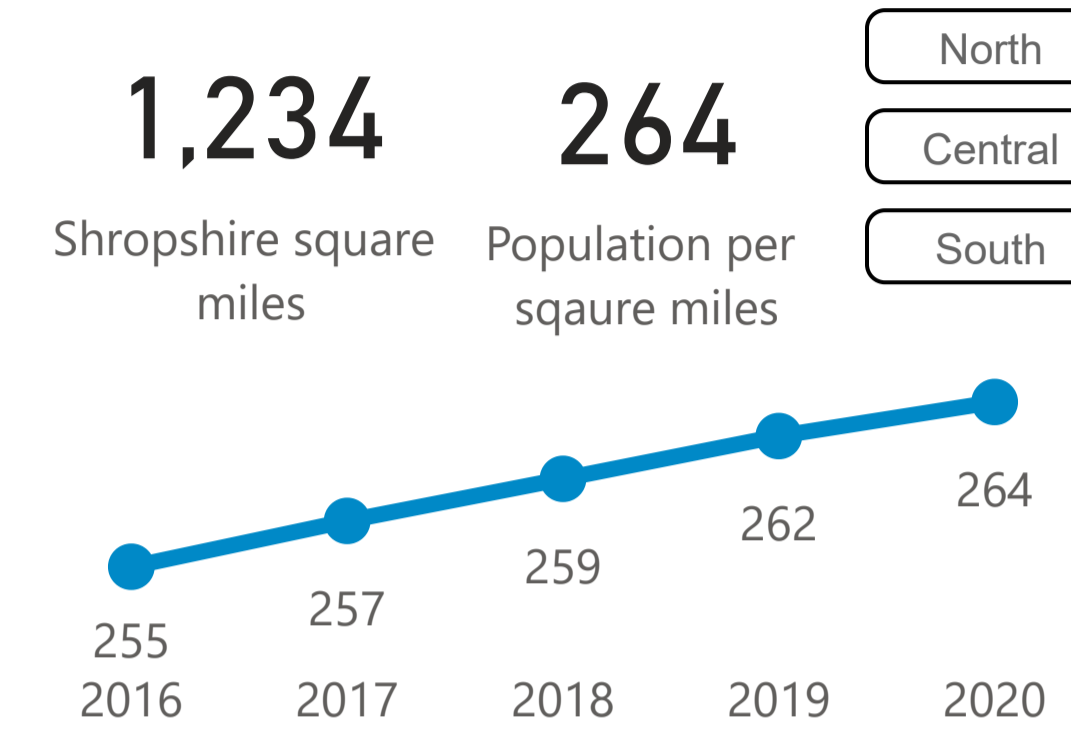 1,234
Shropshire square
miles
264
Population per
sqaure miles
North
Central
South
255
257
259
262
264
2016
2017
2018
2019
2020